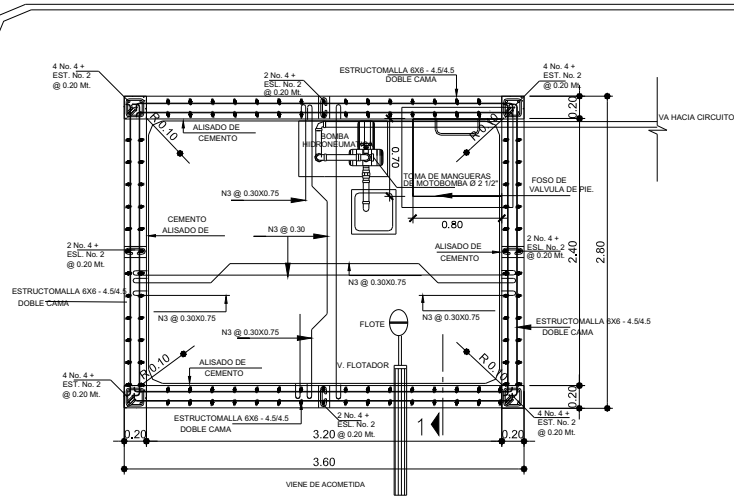 4 No. 4 +
EST. No. 2
@ 0.20 Mt.
2 No. 4 +
ESL. No. 2
@ 0.20 Mt.
ESTRUCTOMALLA 6X6 - 4.5/4.5
DOBLE CAMA
4 No. 4 +
EST. No. 2
@ 0.20 Mt.
0.20
VA HACIA CIRCUITO
R 0.10
ALISADO DE
CEMENTO
BOMBA
HIDRONEUMATICA
0.70
R 0.10
TOMA DE MANGUERAS
DE MOTOBOMBA Ø 2 1/2"
FOSO DE
VALVULA DE PIE.
N3 @ 0.30X0.75
0.80
CEMENTO
ALISADO DE
N3 @ 0.30
2 No. 4 +
ESL. No. 2
@ 0.20 Mt.
ALISADO DE
CEMENTO
2 No. 4 +
ESL. No. 2
@ 0.20 Mt.
2.40
2.80
N3 @ 0.30X0.75
ESTRUCTOMALLA 6X6 - 4.5/4.5
DOBLE CAMA
N3 @ 0.30X0.75
N3 @ 0.30X0.75
FLOTE
ESTRUCTOMALLA 6X6 - 4.5/4.5
DOBLE CAMA
N3 @ 0.30X0.75
R 0.10
ALISADO DE
CEMENTO
V. FLOTADOR
R 0.10
4 No. 4 +
EST. No. 2
@ 0.20 Mt.
0.20
ESTRUCTOMALLA 6X6 - 4.5/4.5
DOBLE CAMA
2 No. 4 +
ESL. No. 2
@ 0.20 Mt.
1
4 No. 4 +
EST. No. 2
@ 0.20 Mt.
0.20
3.20
0.20
3.60
VIENE DE ACOMETIDA